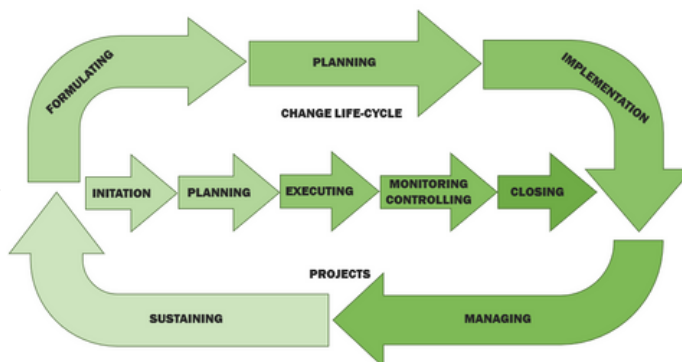 FORMULATING
PLANNING
IMPLEMENTATION
CHANGE LIFE-CYCLE
INITATION
PLANNING
EXECUTING
MONITORING
CONTROLLING
CLOSING
PROJECTS
SUSTAINING
MANAGING